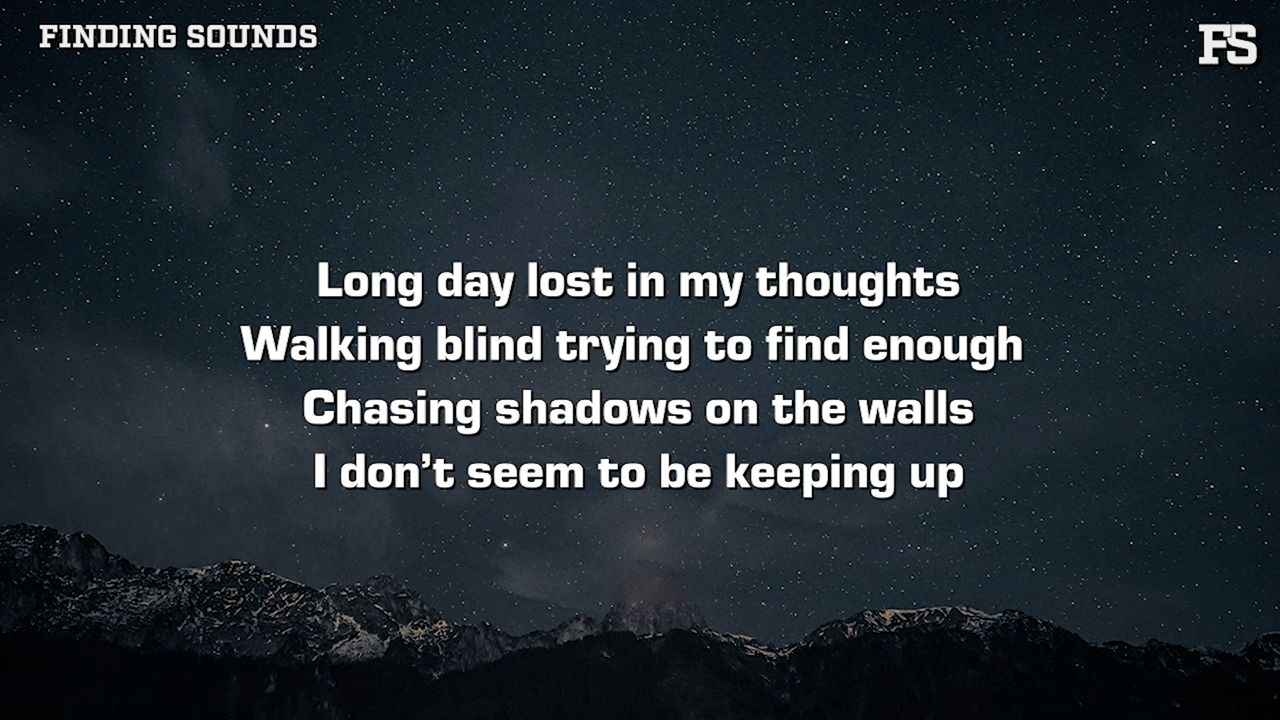 FINDING SOUNDS
FS
Long day lost in my thoughts
Walking blind trying to find enough
Chasing shadows on the walls
I don’t seem to be keeping up